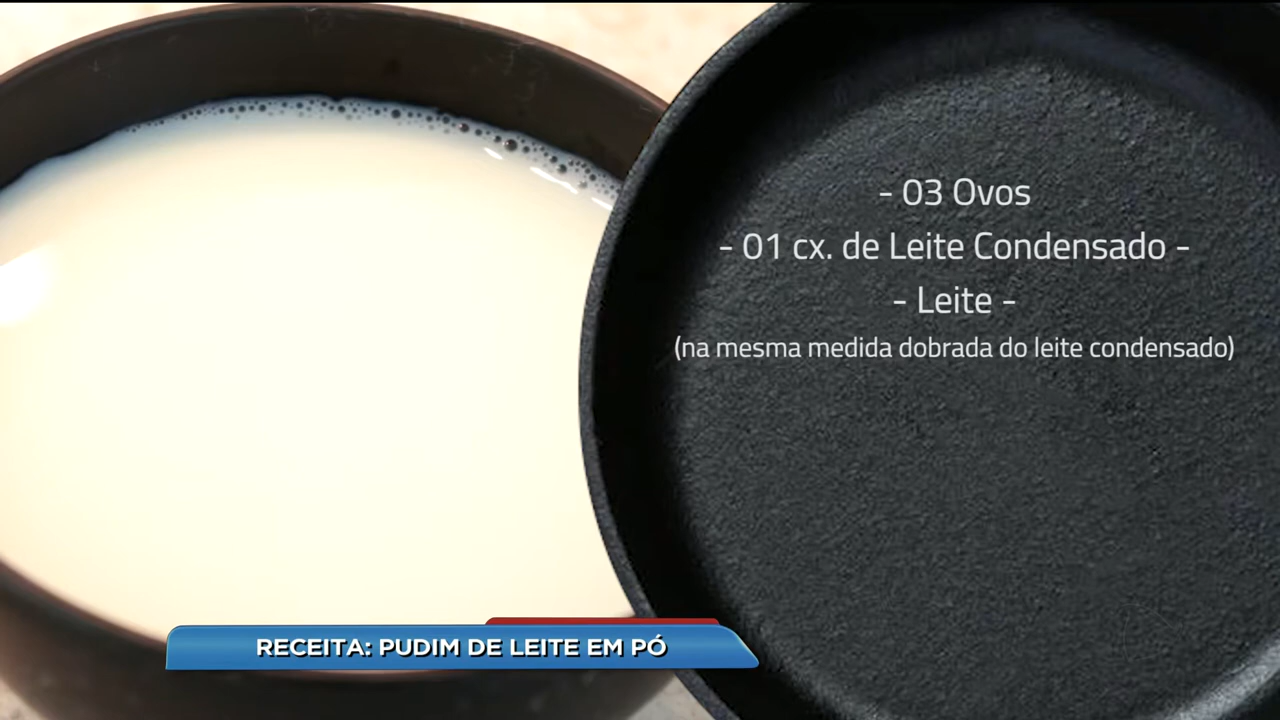 - 03 Ovos
- 01 cx. de Leite Condensado -
- Leite -
(na mesma medida dobrada do leite condensado)
RECEITA: PUDIM DE LEITE EM PÓ